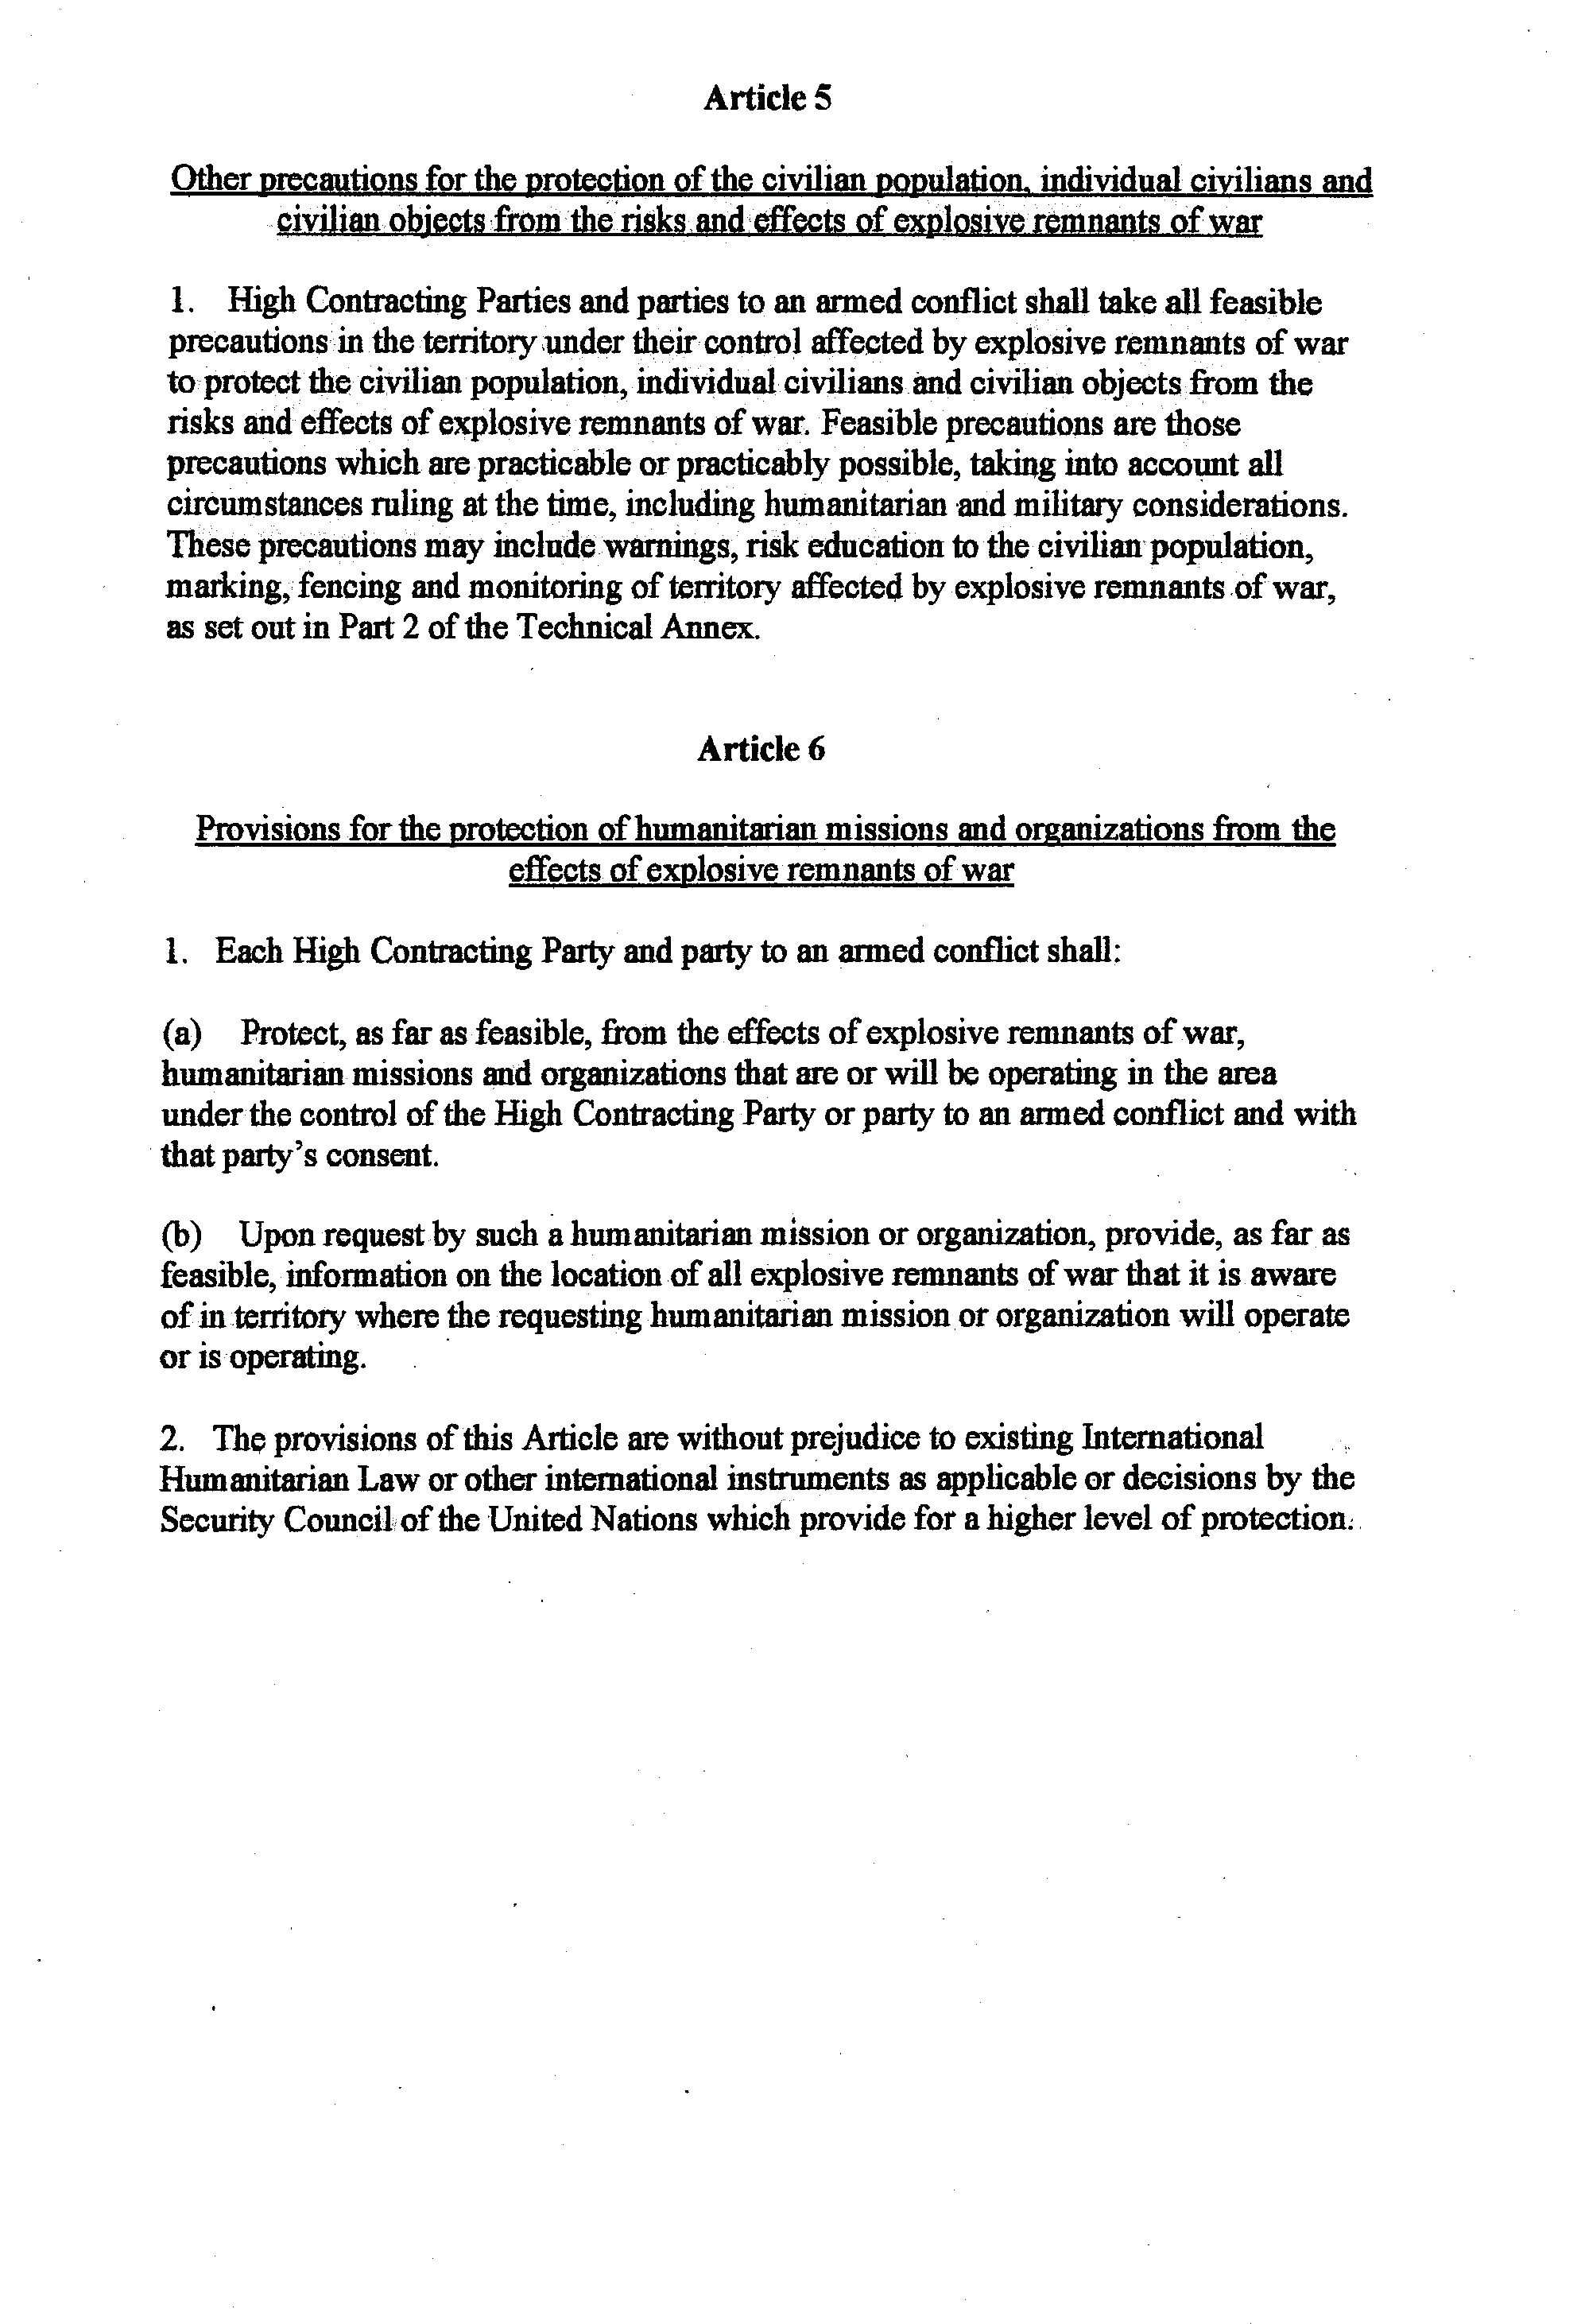 Article 5
Other precautions for the protection of the civilian population, individual civilians and
civilian objects from the risks and effects of explosive remnants of war
1. High Contracting Parties and parties to an armed conflict shall take all feasible
precautions in the territory under their control affected by explosive remnants of war
to protect the civilian population, individual civilians and civilian objects from the
risks and effects of explosive remnants of war. Feasible precautions are those
precautions which are practicable or practicably possible, taking into account all
circumstances ruling at the time, including humanitarian and military considerations.
These precautions may include warnings, risk education to the civilian population,
marking, fencing and monitoring of territory affected by explosive remnants of war,
as set out in Part 2 of the Technical Annex.
Article 6
Provisions for the protection of humanitarian missions and organizations from the
effects of explosive remnants of war
1. Each High Contracting Party and party to an armed conflict shall:
(a) Protect, as far as feasible, from the effects of explosive remnants of war,
humanitarian missions and organizations that are or will be operating in the area
under the control of the High Contracting Party or party to an armed conflict and with
that party's consent.
(b) Upon request by such a humanitarian mission or organization, provide, as far as
feasible, information on the location of all explosive remnants of war that it is aware
of in territory where the requesting humanitarian mission or organization will operate
or is operating.
2. The provisions of this Article are without prejudice to existing International
Humanitarian Law or other international instruments as applicable or decisions by the
Security Council of the United Nations which provide for a higher level of protection.